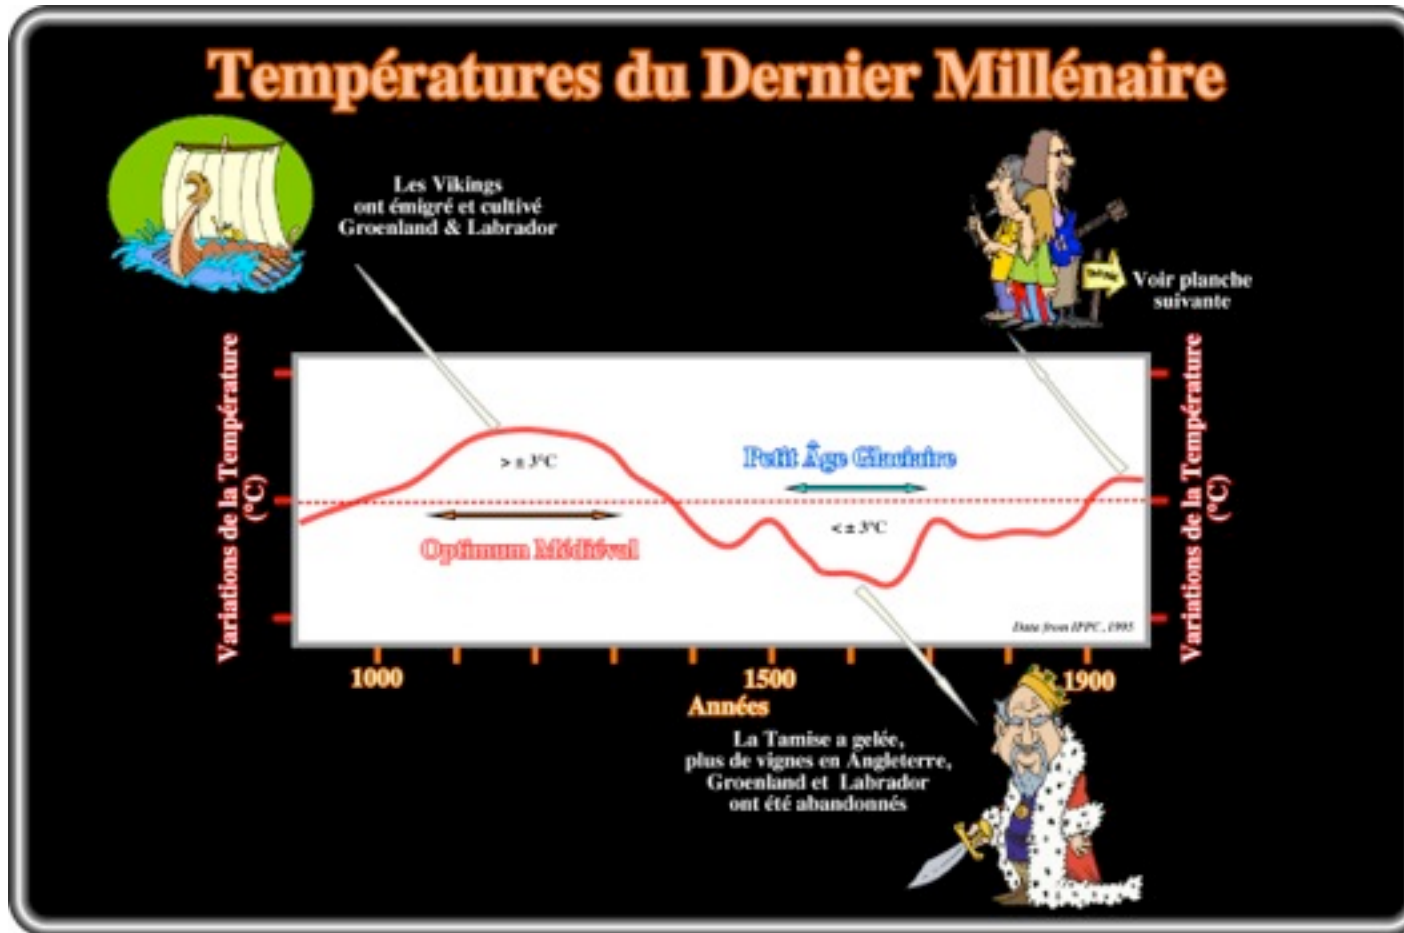 Températures du Dernier Millénaire
Les Vikings
ont émigré et cultivé
Groenland & Labrador
Voir planche
suivante
Variations de la Température
(°C)
Variations de la Température
(°C)
> ± 3°C
Petit Âge Glaciaire
< ± 3°C
Optimum Médiéval
Data from IPPC, 1995
1000
1500
1900
Années
La Tamise a gelée,
plus de vignes en Angleterre,
Groenland et Labrador
ont été abandonnés